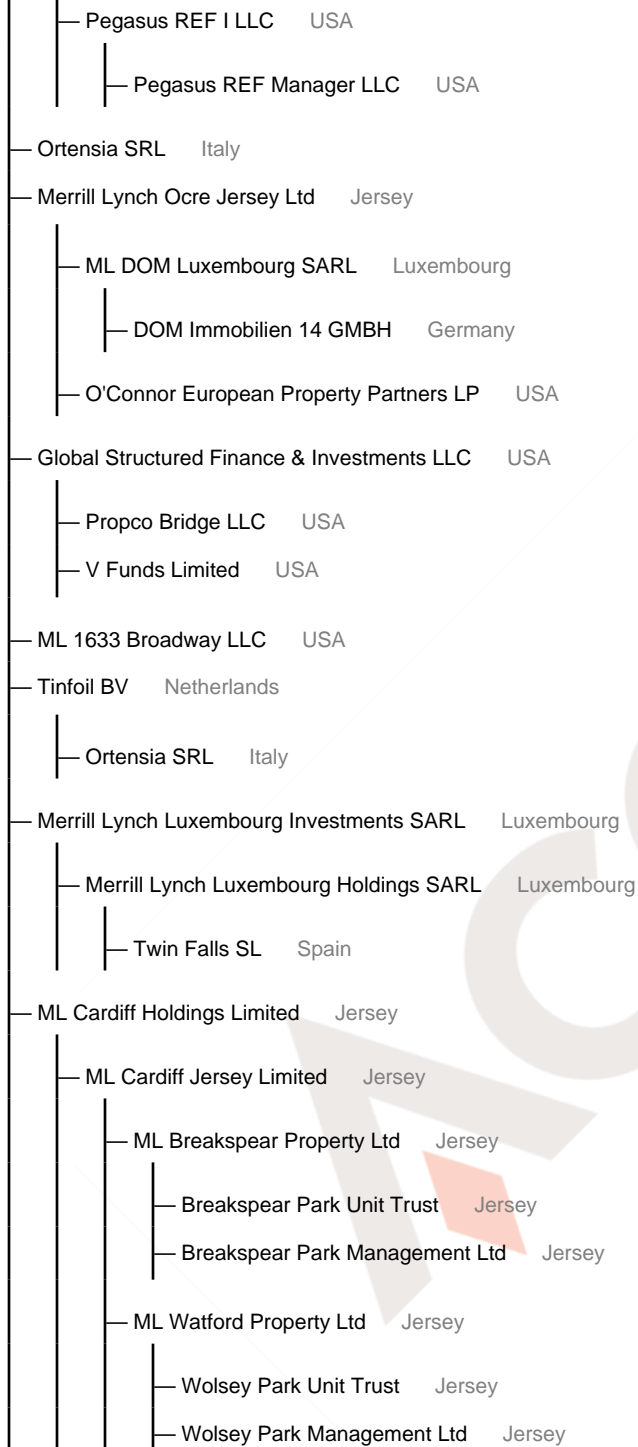 Pegasus REF I LLC USA
Pegasus REF Manager LLC USA
Ortensia SRL Italy
Merrill Lynch Ocre Jersey Ltd Jersey
ML DOM Luxembourg SARL Luxembourg
DOM Immobilien 14 GMBH Germany
O'Connor European Property Partners LP USA
Global Structured Finance & Investments LLC USA
Propco Bridge LLC USA
V Funds Limited USA
ML 1633 Broadway LLC USA
Tinfoil BV Netherlands
Ortensia SRL Italy
Merrill Lynch Luxembourg Investments SARL Luxembourg
Merrill Lynch Luxembourg Holdings SARL Luxembourg
Twin Falls SL Spain
ML Cardiff Holdings Limited Jersey
ML Cardiff Jersey Limited Jersey
ML Breakspear Property Ltd Jersey
Breakspear Park Unit Trust Jersey
Breakspear Park Management Ltd Jersey
ML Watford Property Ltd Jersey
Wolsey Park Unit Trust Jersey
Wolsey Park Management Ltd Jersey